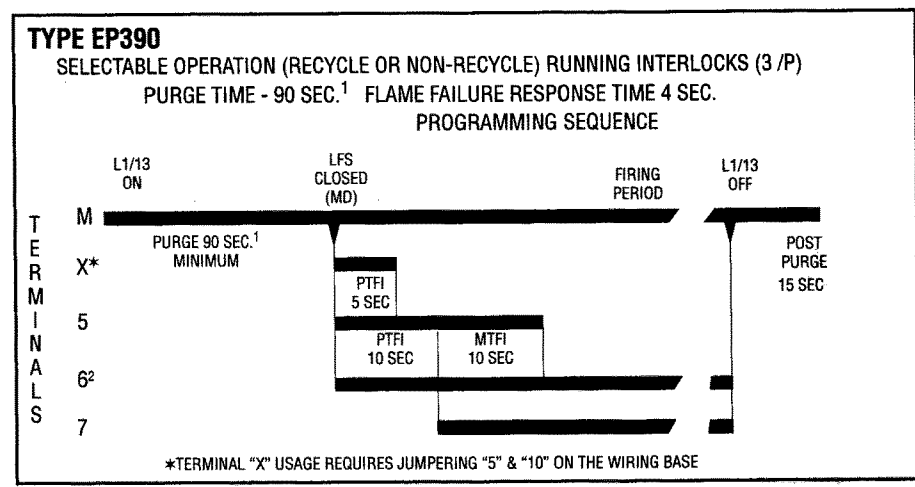 TYPE EP390
SELECTABLE OPERATION (RECYCLE OR NON-RECYCLE) RUNNING INTERLOCKS (3 /P)
PURGE TIME - 90 SEC.¹ FLAME FAILURE RESPONSE TIME 4 SEC.
PROGRAMMING SEQUENCE
L1/13
ON
LFS
CLOSED
(MD)
FIRING
PERIOD
L1/13
OFF
TERMINALS
M
PURGE 90 SEC.¹
MINIMUM
POST
PURGE
15 SEC
X*
PTFI
5 SEC
5
PTFI
10 SEC
MTFI
10 SEC
6²
7
*TERMINAL “X” USAGE REQUIRES JUMPERING “5” & “10” ON THE WIRING BASE